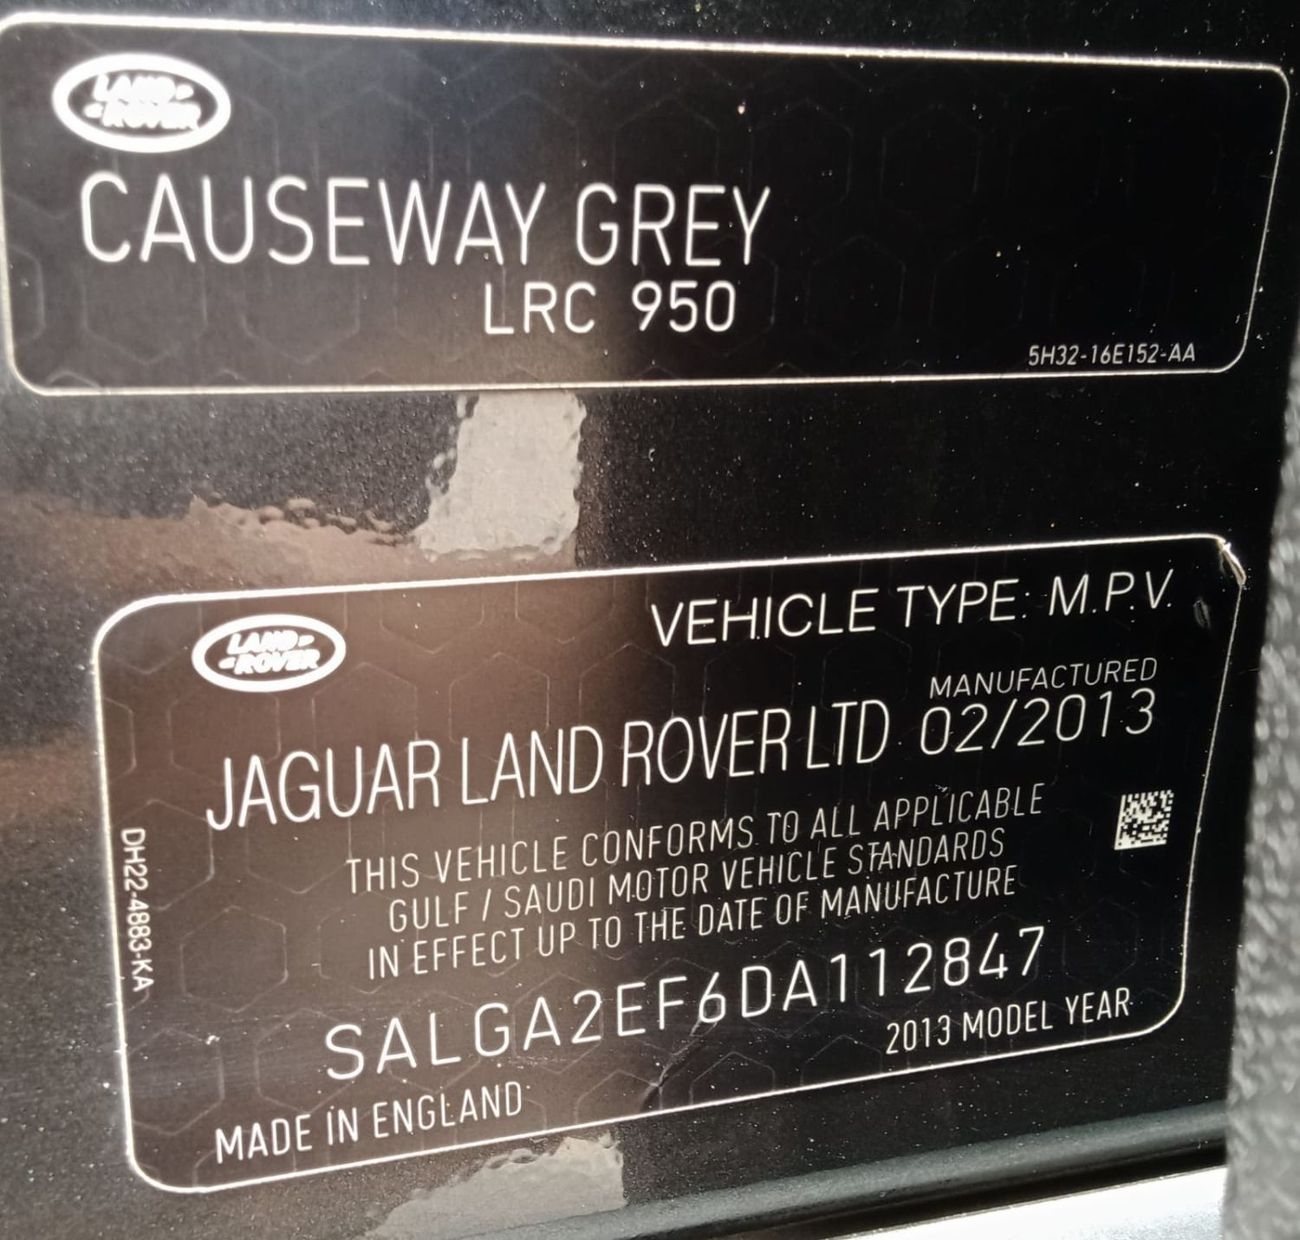 LAND
ROVER
CAUSEWAY GREY
LRC 950
5H32-16E152-AA
LAND
ROVER
VEHICLE TYPE: M.P.V.
MANUFACTURED
JAGUAR LAND ROVER LTD 02/2013
THIS VEHICLE CONFORMS TO ALL APPLICABLE
GULF / SAUDI MOTOR VEHICLE STANDARDS
IN EFFECT UP TO THE DATE OF MANUFACTURE
DH22-4883-KA
SALGA2EF6DA112847
2013 MODEL YEAR
MADE IN ENGLAND